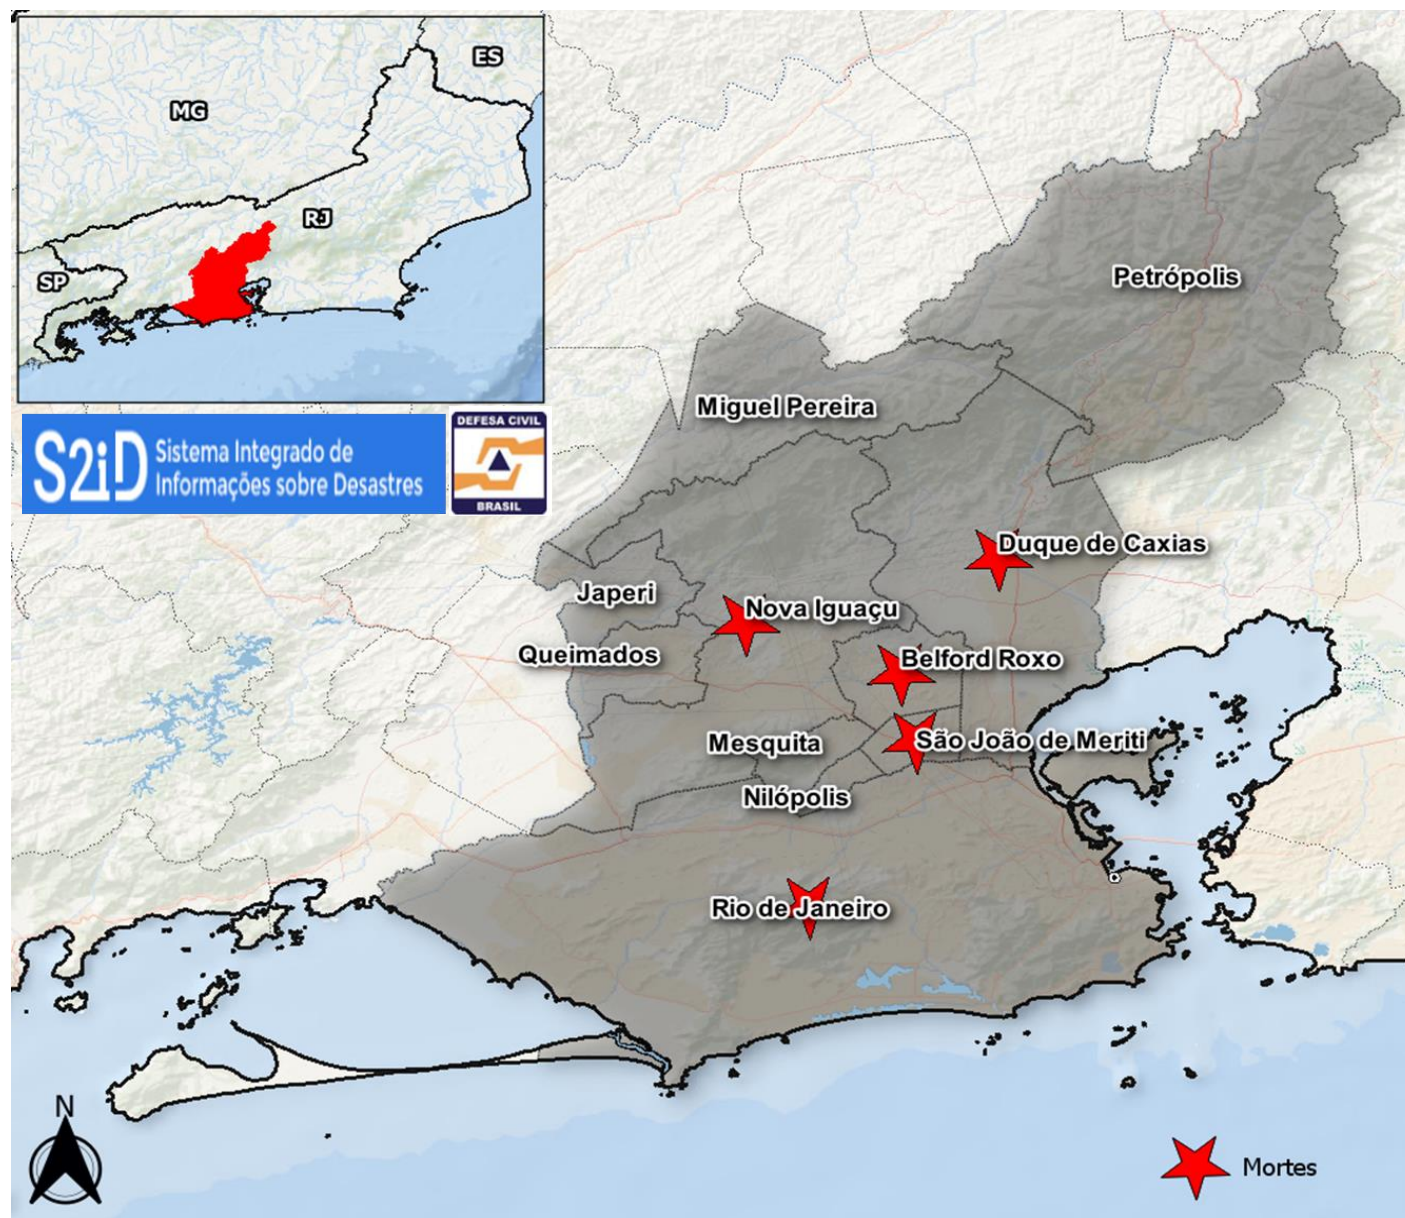 ES
MG
RJ
SP
S2iD
Sistema Integrado de
Informações sobre Desastres
DEFESA CIVIL
BRASIL
Petrópolis
Miguel Pereira
Duque de Caxias
Japeri
Nova Iguaçu
Queimados
Belford Roxo
Mesquita
São João de Meriti
Nilópolis
Rio de Janeiro
N
Mortes